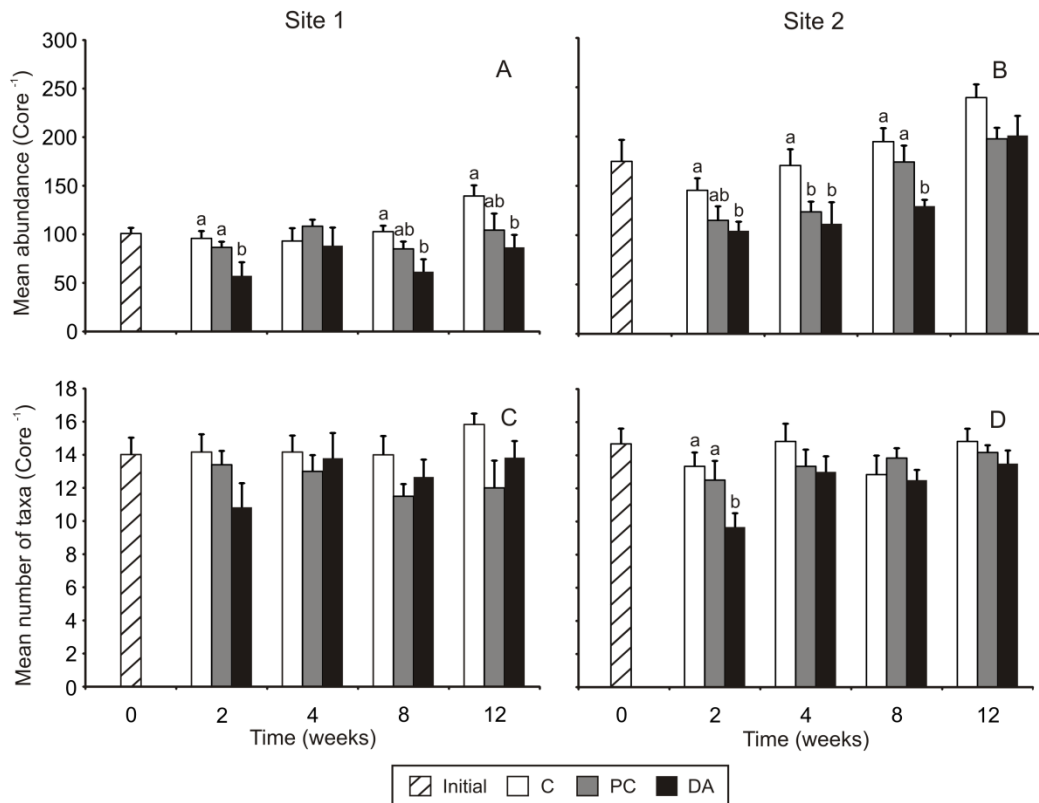 Site 1
Site 2
Mean abundance (Core⁻¹)
300
250
200
150
100
50
0
A
a a b
a ab b
a ab b
B
a ab b
a b b
a a b
Mean number of taxa (Core⁻¹)
18
16
14
12
10
8
6
4
2
0
C
D
a a b
0 2 4 8 12
0 2 4 8 12
Time (weeks)
Time (weeks)
Initial C PC DA